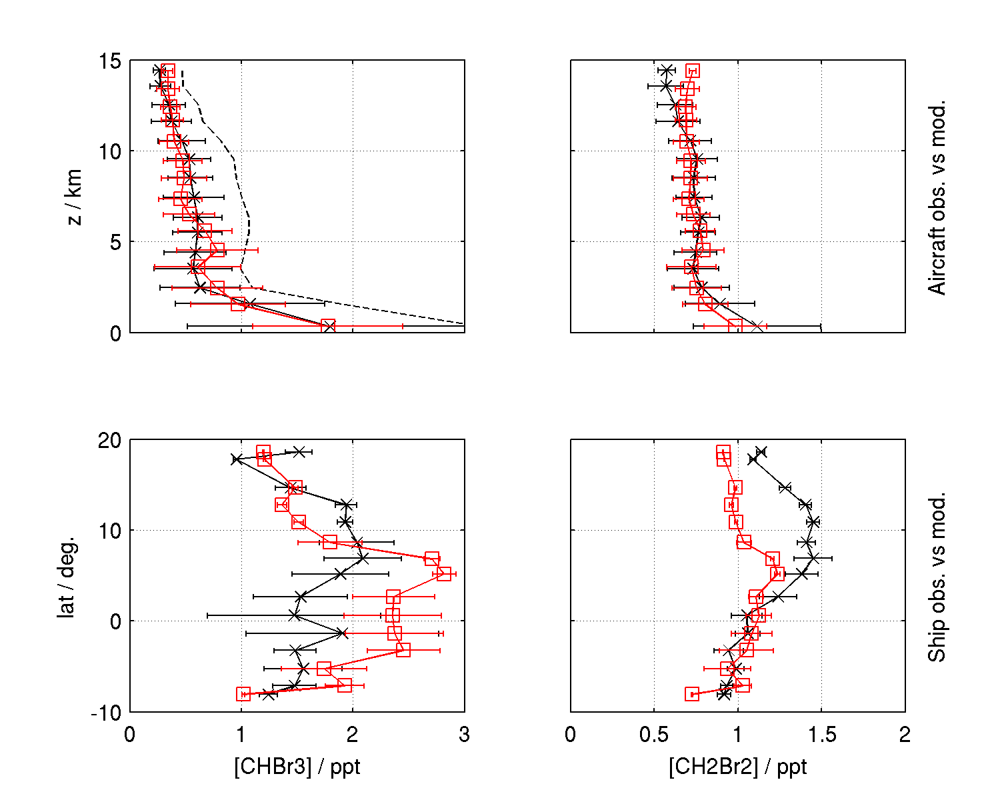 15
10
5
0
z / km
Aircraft obs. vs mod.
20
10
0
-10
lat / deg.
Ship obs. vs mod.
0 1 2 3
0 0.5 1 1.5 2
[CHBr3] / ppt
[CH2Br2] / ppt